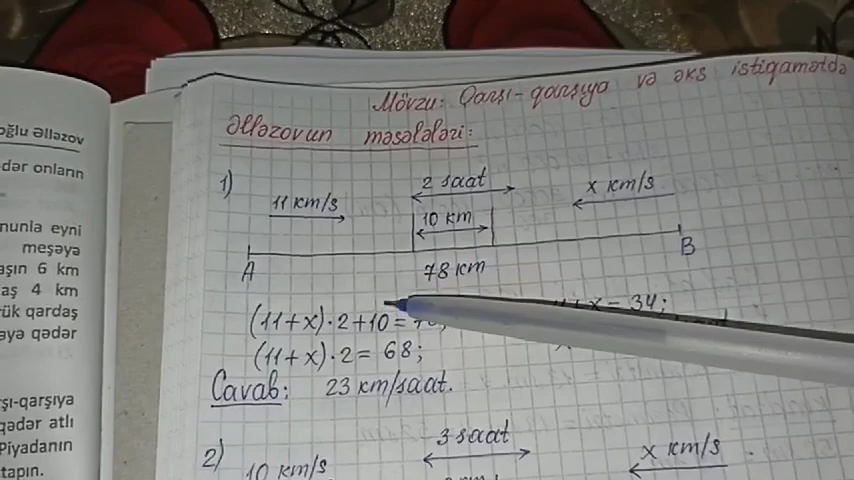 Mövzu: Qarşı-qarşıya və əks istiqamətdə
Əlləzovun məsələləri:
1)
2 saat
11 km/s
x km/s
10 km
A
78 km
B
(11+x)·2+10=
+x = 34;
(11+x)·2 = 68;
Cavab: 23 km/saat.
2)
3 saat
10 km/s
x km/s
oğlu Əlləzov
dər onların
nunla eyni
meşəyə
aşın 6 km
aş 4 km
ük qardaş
əyə qədər
şı-qarşıya
qədər atlı
Piyadanın
tapın.